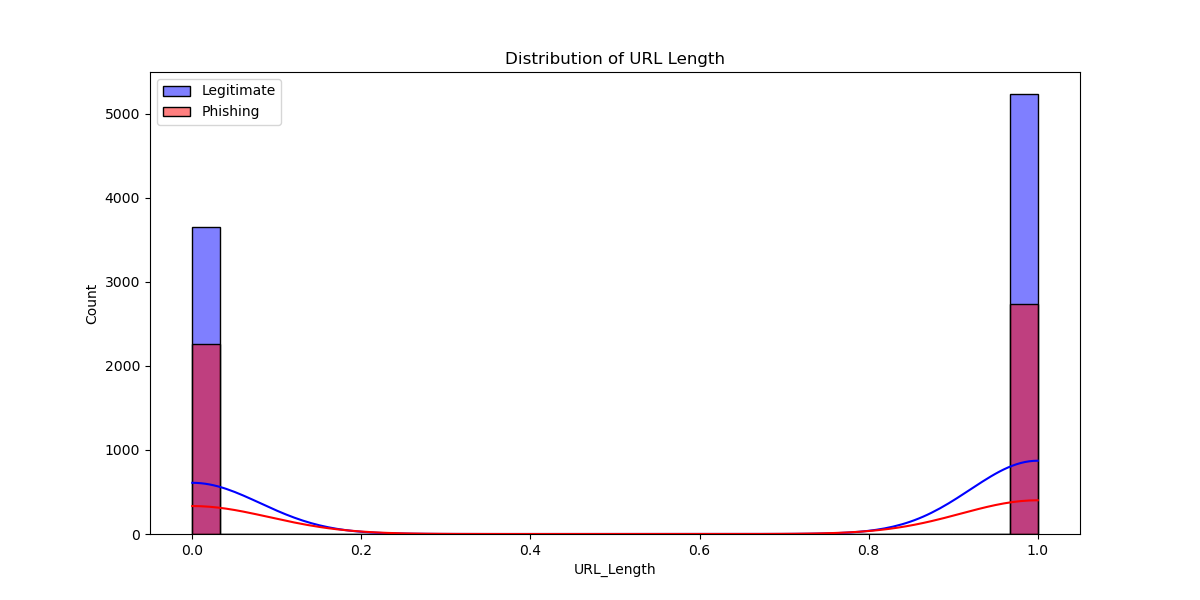 Distribution of URL Length
Legitimate
Phishing
5000
4000
3000
2000
1000
0
Count
0.0 0.2 0.4 0.6 0.8 1.0
URL_Length